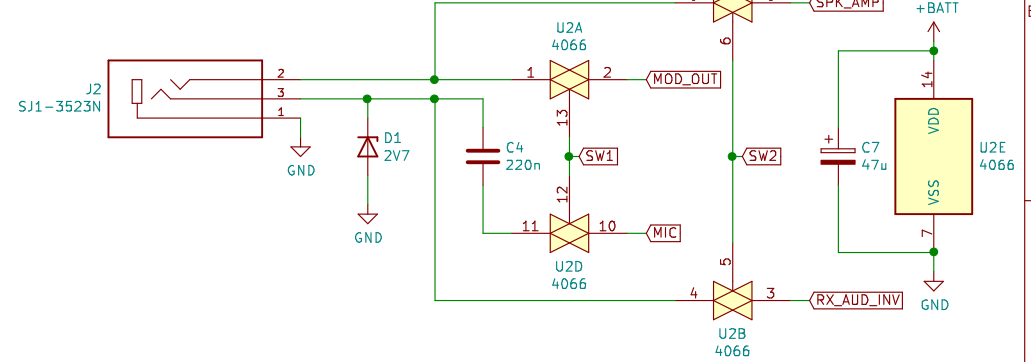 SPK_AMP
+BATT
6
U2A
4066
J2
SJ1-3523N
2
3
1
1
2
MOD_OUT
13
14
VDD
GND
D1
2V7
C4
220n
SW1
SW2
+
C7
47u
U2E
4066
12
VSS
GND
11
10
MIC
7
U2D
4066
5
GND
4
3
RX_AUD_INV
U2B
4066